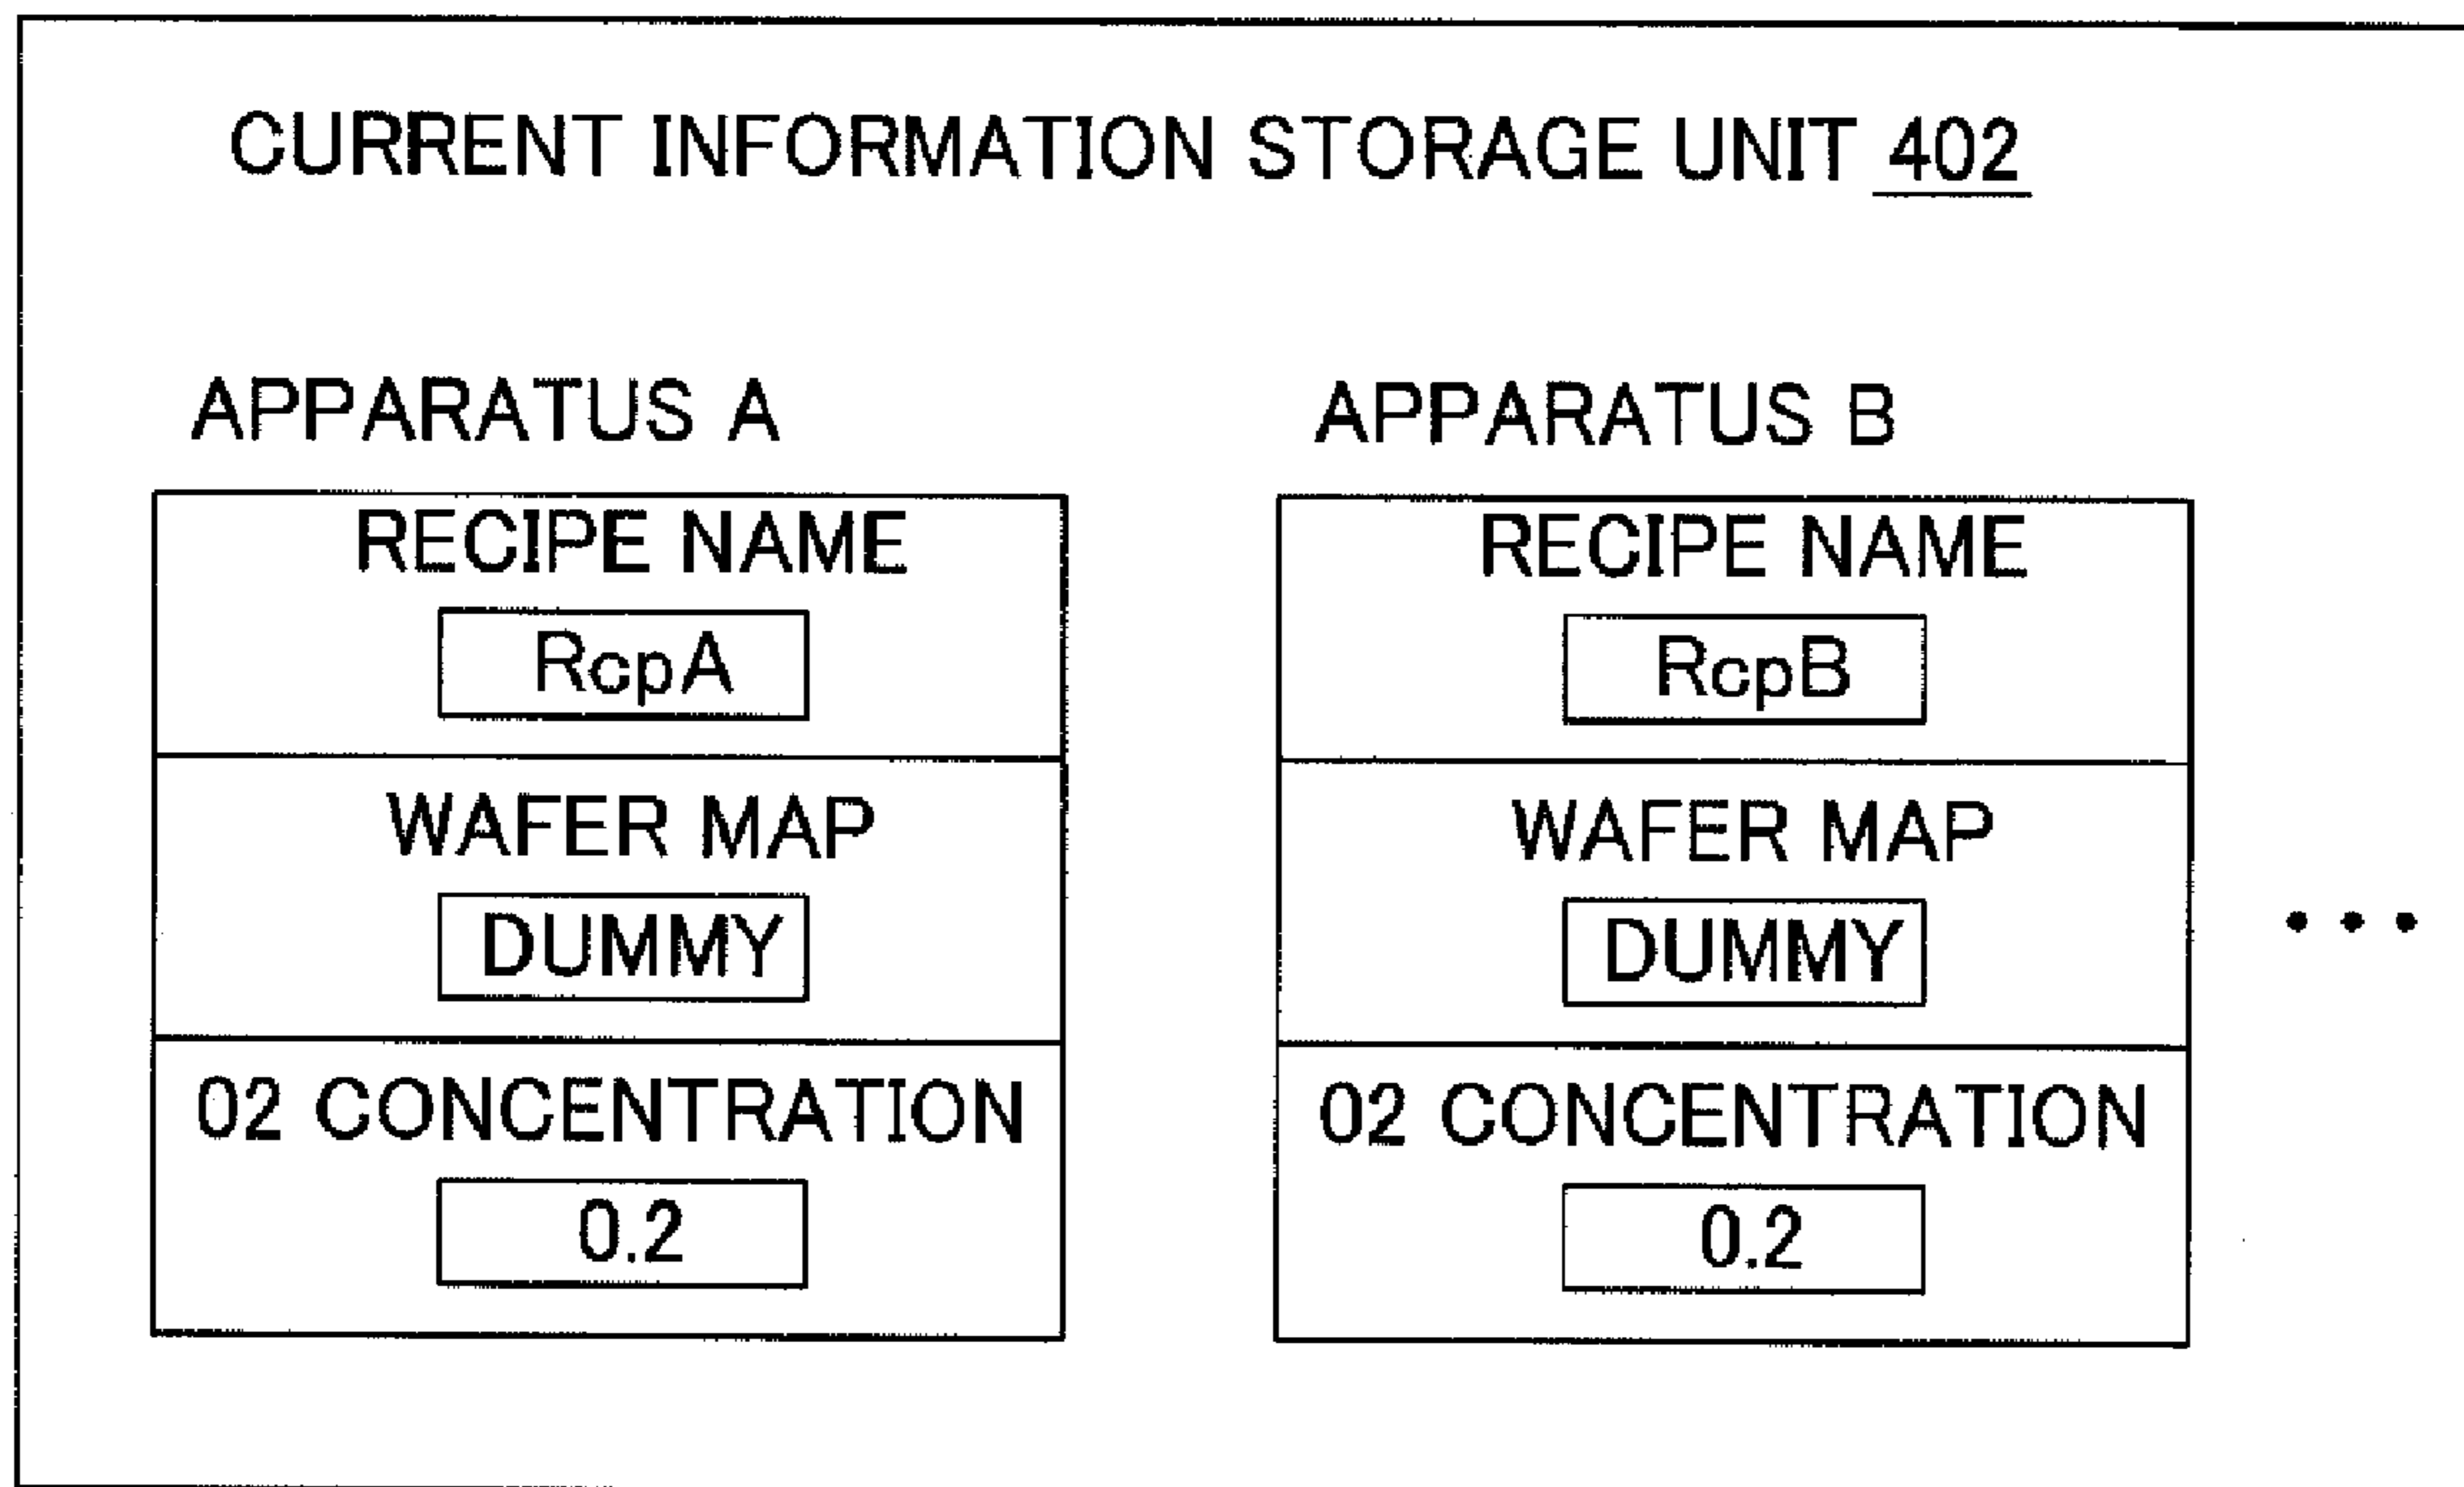 CURRENT INFORMATION STORAGE UNIT 402
APPARATUS A
RECIPE NAME
RcpA
WAFER MAP
DUMMY
02 CONCENTRATION
0.2
APPARATUS B
RECIPE NAME
RcpB
WAFER MAP
DUMMY
02 CONCENTRATION
0.2
• • •